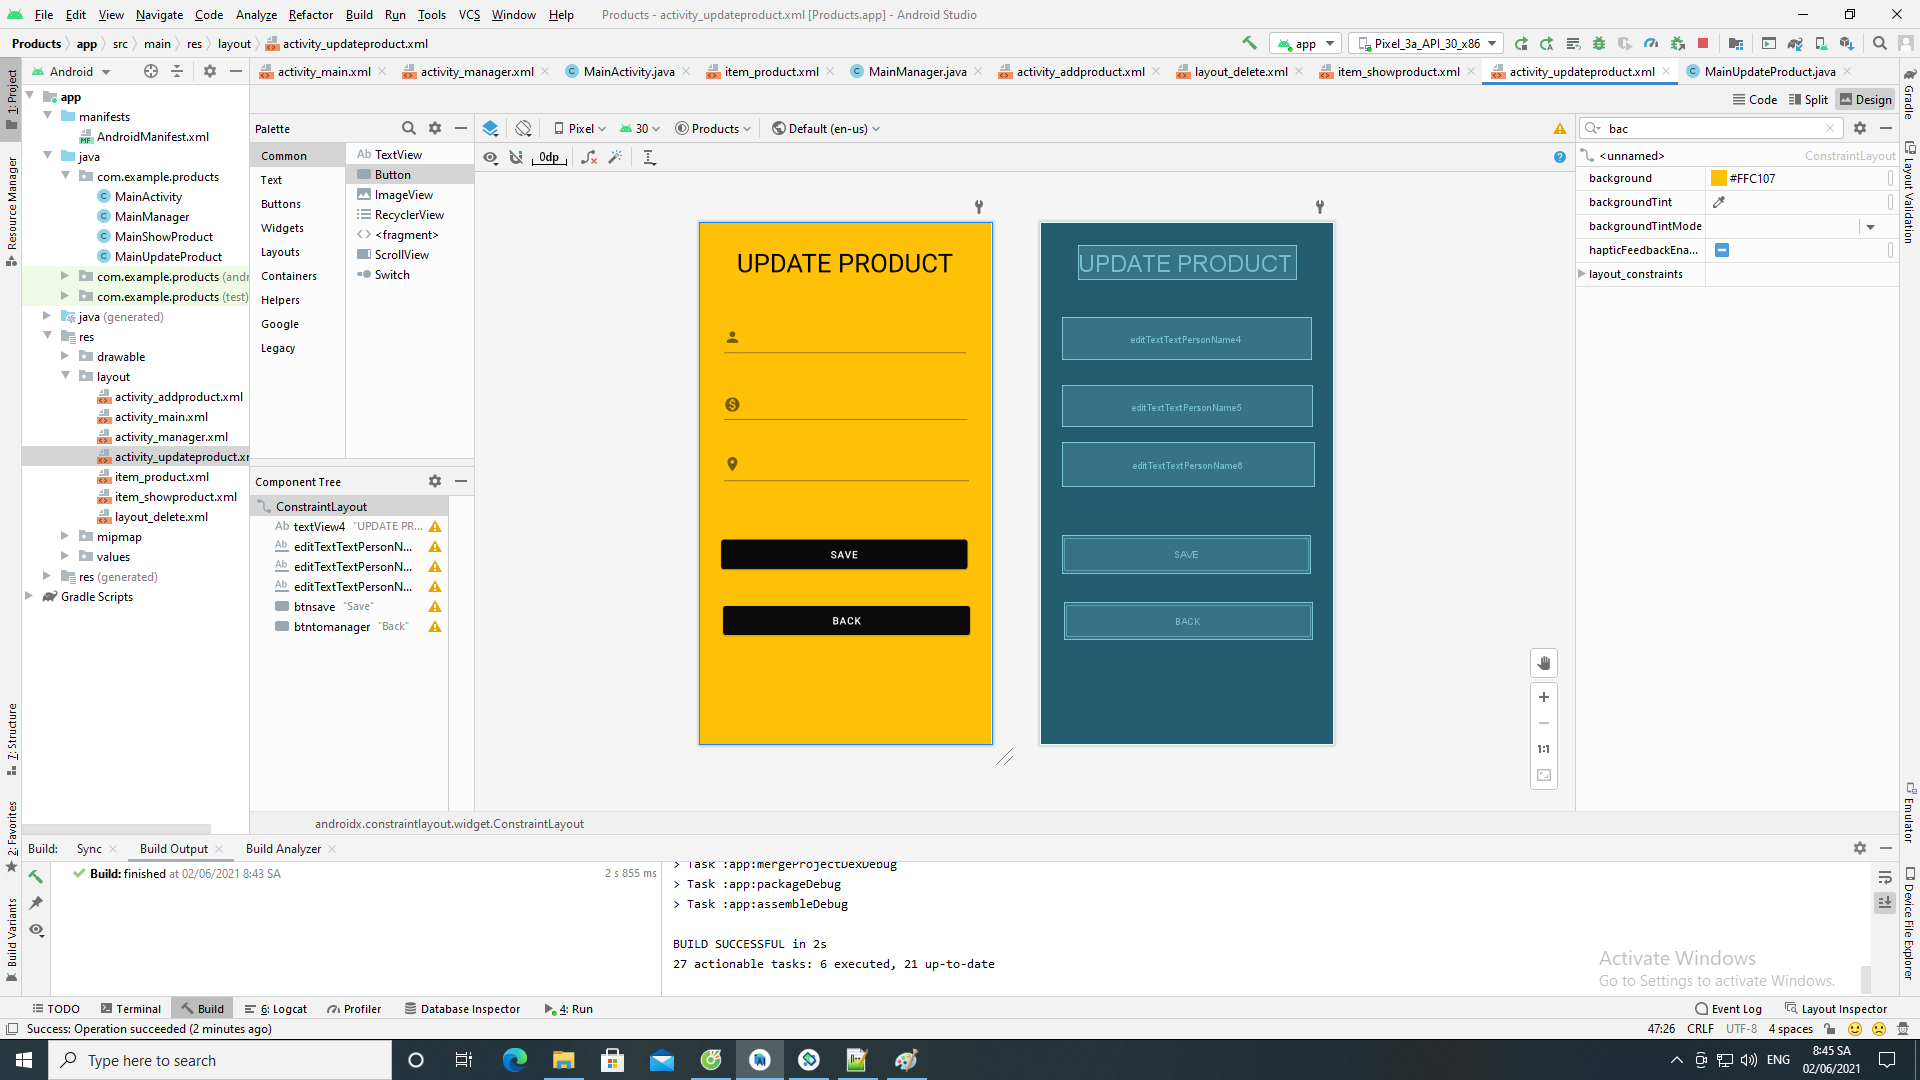 File Edit View Navigate Code Analyze Refactor Build Run Tools VCS Window Help Products - activity_updateproduct.xml [Products.app] - Android Studio
Products app src main res layout activity_updateproduct.xml app Pixel_3a_API_30_x86
Android activity_main.xml activity_manager.xml MainActivity.java item_product.xml MainManager.java activity_addproduct.xml layout_delete.xml item_showproduct.xml activity_updateproduct.xml MainUpdateProduct.java
Code Split Design
1: Project
Resource Manager
7: Structure
2: Favorites
Build Variants
app
manifests
AndroidManifest.xml
java
com.example.products
MainActivity
MainManager
MainShowProduct
MainUpdateProduct
com.example.products (andr
com.example.products (test)
java (generated)
res
drawable
layout
activity_addproduct.xml
activity_main.xml
activity_manager.xml
activity_updateproduct.xr
item_product.xml
item_showproduct.xml
layout_delete.xml
mipmap
values
res (generated)
Gradle Scripts
Palette
Common
Text
Buttons
Widgets
Layouts
Containers
Helpers
Google
Legacy
Ab TextView
Button
ImageView
RecyclerView
<fragment>
ScrollView
Switch
Component Tree
ConstraintLayout
Ab textView4 "UPDATE PR...
Ab editTextTextPersonN...
Ab editTextTextPersonN...
Ab editTextTextPersonN...
btnsave "Save"
btntomanager "Back"
Pixel 30 Products Default (en-us)
0dp
UPDATE PRODUCT
SAVE
BACK
UPDATE PRODUCT
editTextTextPersonName4
editTextTextPersonName5
editTextTextPersonName6
SAVE
BACK
1:1
bac
<unnamed> ConstraintLayout
background #FFC107
backgroundTint
backgroundTintMode
hapticFeedbackEna...
layout_constraints
Gradle
Layout Validation
Emulator
Device File Explorer
androidx.constraintlayout.widget.ConstraintLayout
Build: Sync Build Output Build Analyzer
Build: finished at 02/06/2021 8:43 SA 2 s 855 ms
> Task :app:mergeProjectDexDebug
> Task :app:packageDebug
> Task :app:assembleDebug
BUILD SUCCESSFUL in 2s
27 actionable tasks: 6 executed, 21 up-to-date
Activate Windows
Go to Settings to activate Windows.
TODO Terminal Build 6: Logcat Profiler Database Inspector 4: Run Event Log Layout Inspector
Success: Operation succeeded (2 minutes ago) 47:26 CRLF UTF-8 4 spaces
Type here to search ENG 8:45 SA
02/06/2021